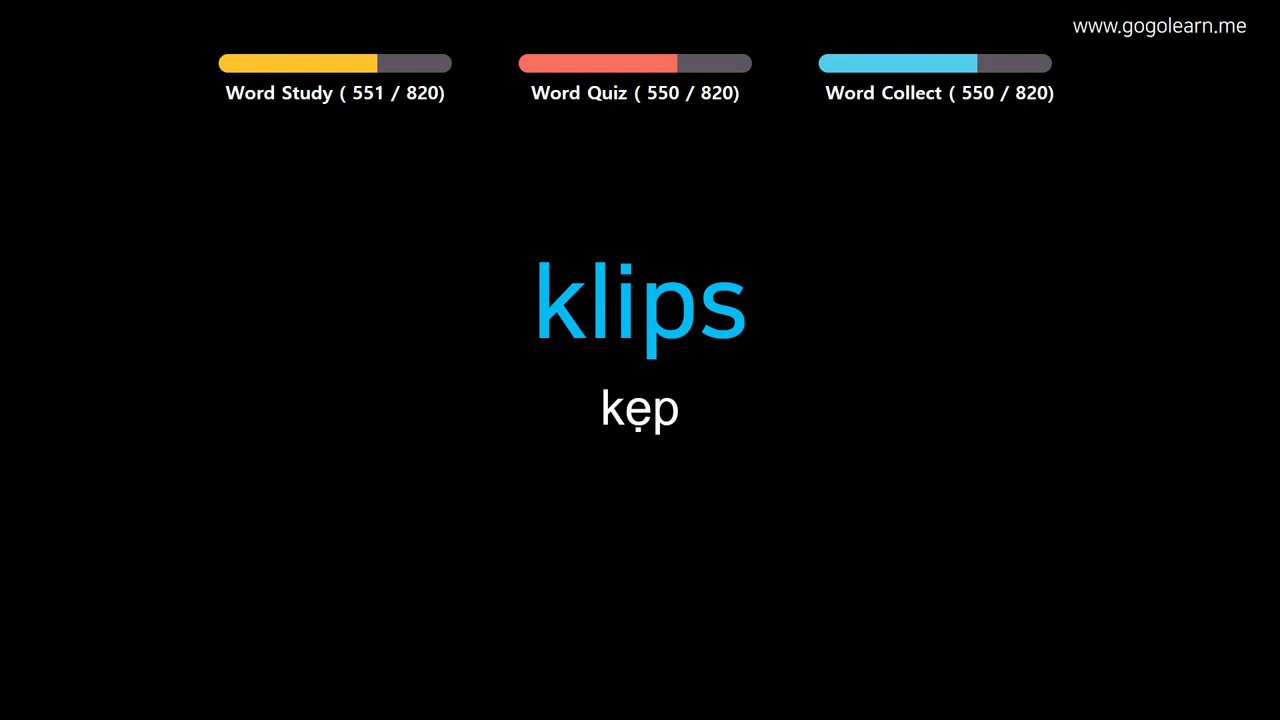 www.gogolearn.me
Word Study ( 551 / 820)
Word Quiz ( 550 / 820)
Word Collect ( 550 / 820)
klips
kẹp